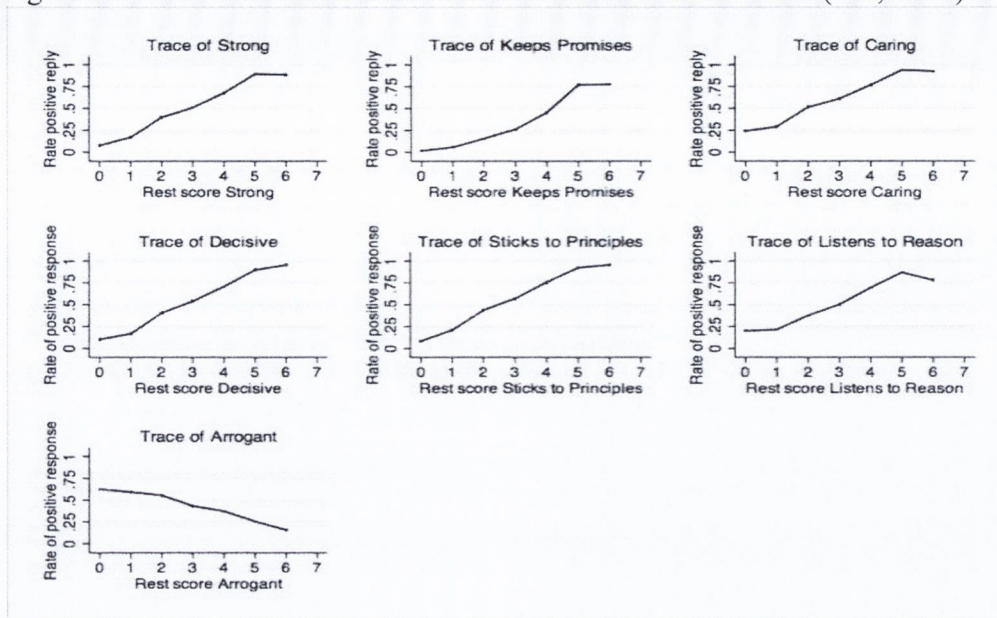 Trace of Strong
Rate positive reply
0 .25 .5 .75 1
0 1 2 3 4 5 6 7
Rest score Strong
Trace of Keeps Promises
Rate positive reply
0 .25 .5 .75 1
0 1 2 3 4 5 6 7
Rest score Keeps Promises
Trace of Caring
Rate positive reply
0 .25 .5 .75 1
0 1 2 3 4 5 6 7
Rest score Caring
Trace of Decisive
Rate of positive response
0 .25 .5 .75 1
0 1 2 3 4 5 6 7
Rest score Decisive
Trace of Sticks to Principles
Rate of positive response
0 .25 .5 .75 1
0 1 2 3 4 5 6 7
Rest score Sticks to Principles
Trace of Listens to Reason
Rate of positive response
0 .25 .5 .75 1
0 1 2 3 4 5 6 7
Rest score Listens to Reason
Trace of Arrogant
Rate of positive response
0 .25 .5 .75 1
0 1 2 3 4 5 6 7
Rest score Arrogant